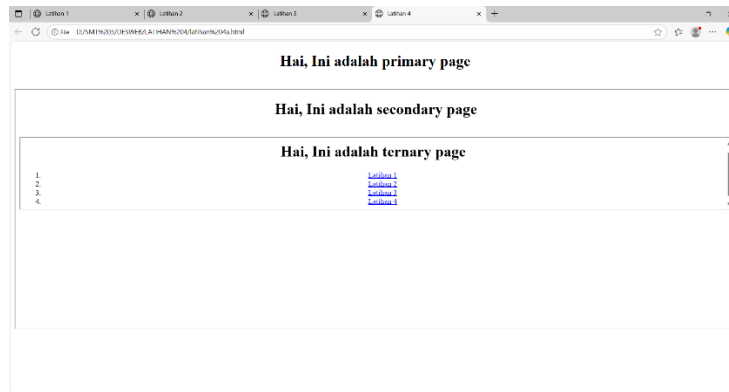 Latihan 1
Latihan 2
Latihan 3
Latihan 4
File D:/SMT%203/DESWEB/LATIHAN%204/latihan%204a.html
Hai, Ini adalah primary page
Hai, Ini adalah secondary page
Hai, Ini adalah ternary page
1. Latihan 1
2. Latihan 2
3. Latihan 3
4. Latihan 4